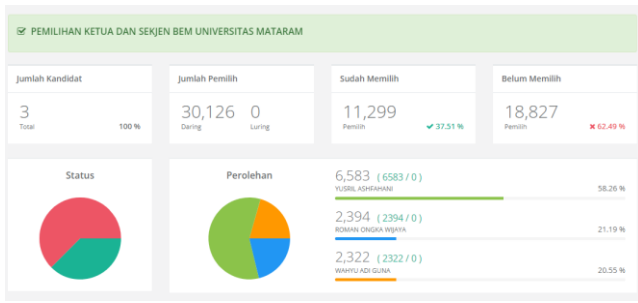 PEMILIHAN KETUA DAN SEKJEN BEM UNIVERSITAS MATARAM
Jumlah Kandidat
3
Total 100 %
Jumlah Pemilih
30,126 0
Daring Luring
Sudah Memilih
11,299
Pemilih 37.51 %
Belum Memilih
18,827
Pemilih 62.49 %
Status
Perolehan
6,583 ( 6583 / 0 )
YUSRIL ASHFAHANI 58.26 %
2,394 ( 2394 / 0 )
ROMAN ONGKA WIJAYA 21.19 %
2,322 ( 2322 / 0 )
WAHYU ADI GUNA 20.55 %